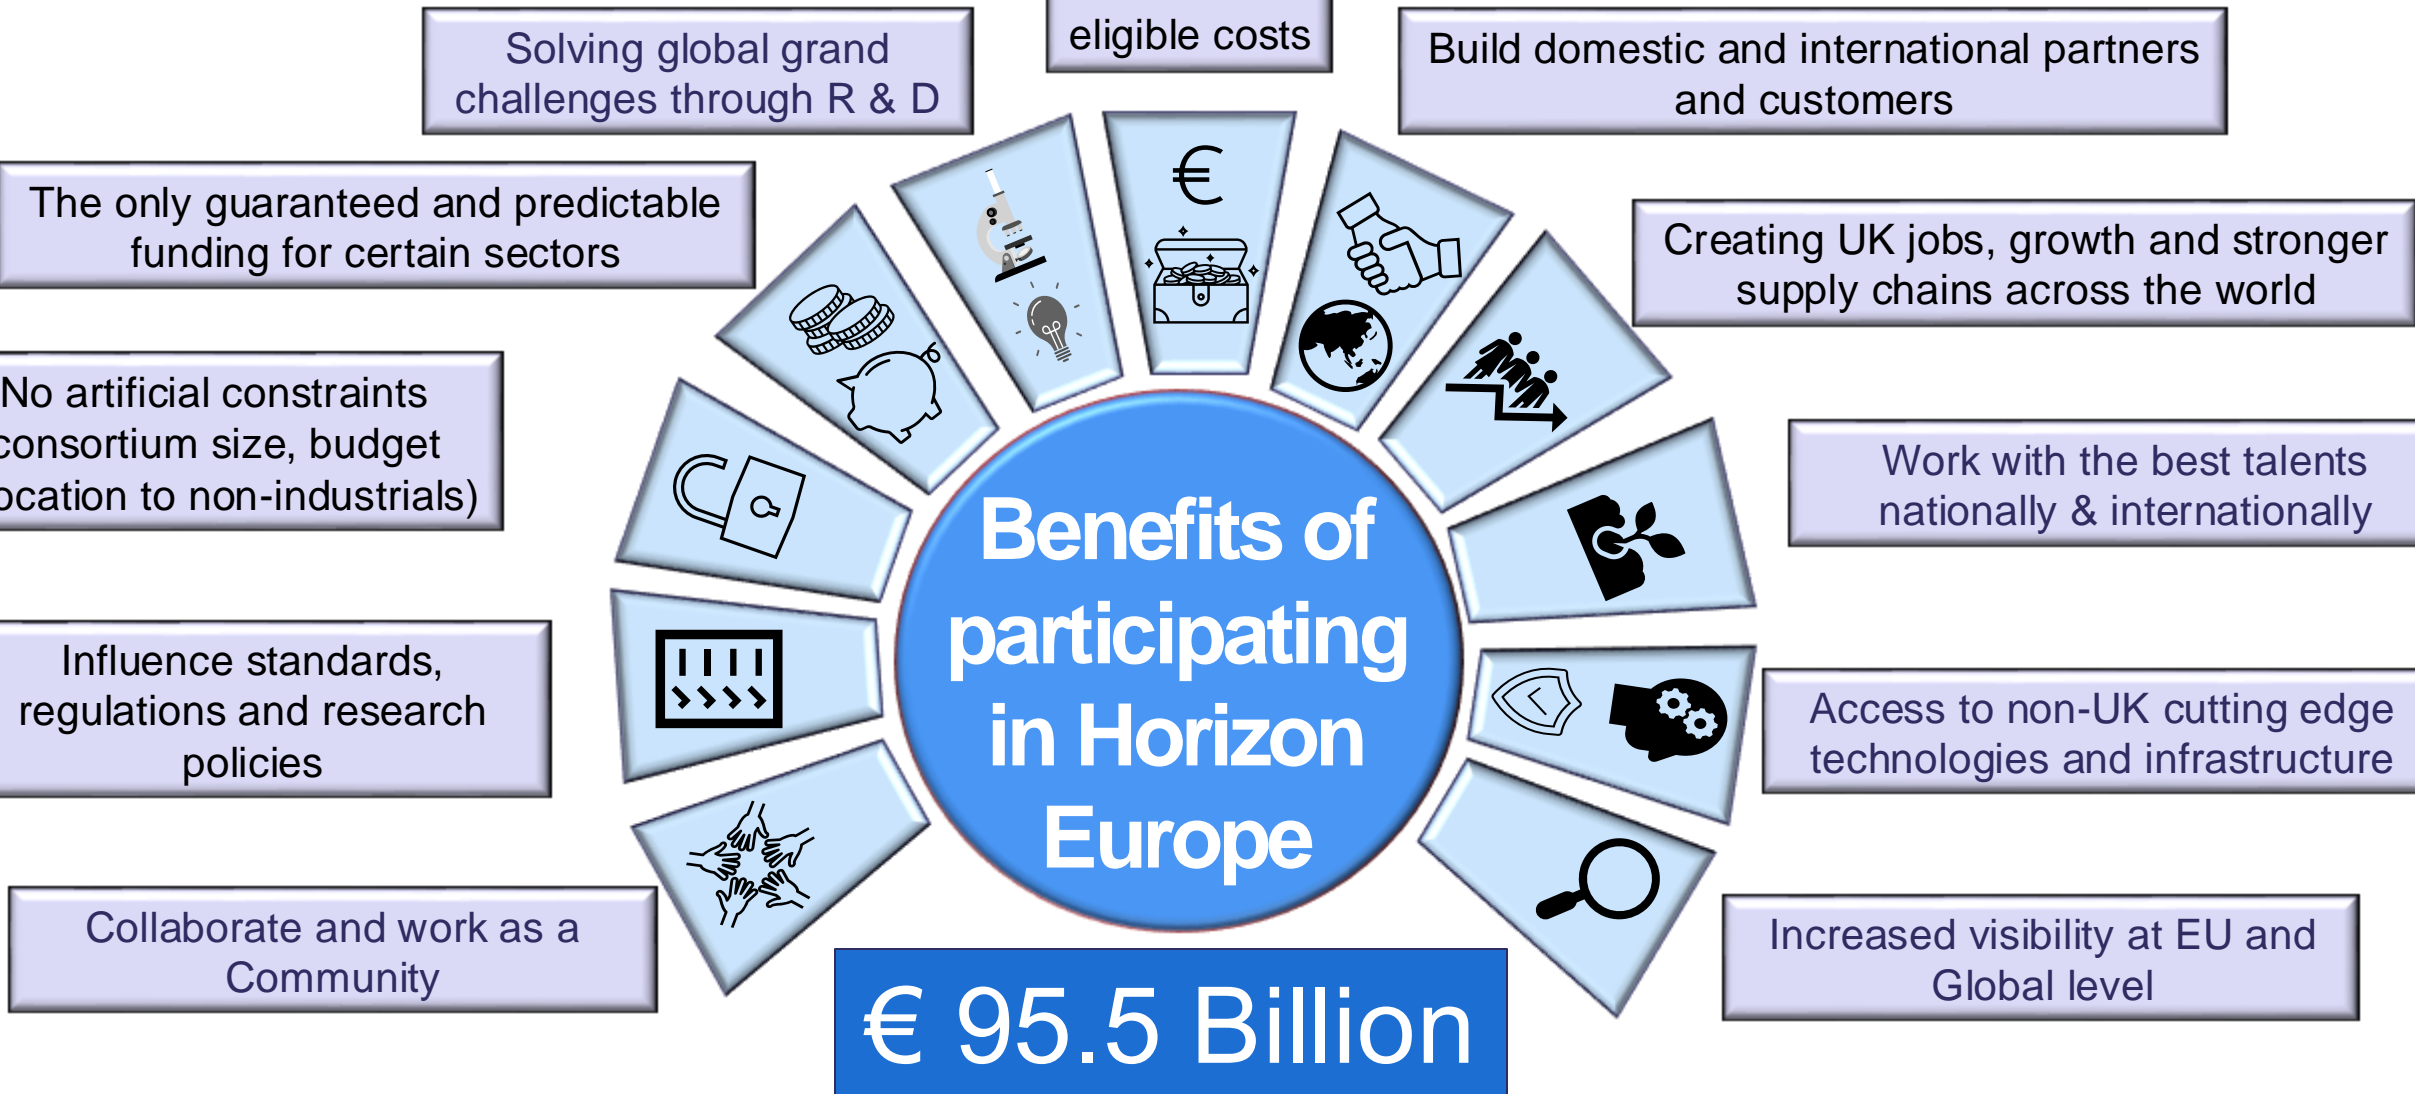 eligible costs
Solving global grand
challenges through R & D
Build domestic and international partners
and customers
The only guaranteed and predictable
funding for certain sectors
Creating UK jobs, growth and stronger
supply chains across the world
No artificial constraints
consortium size, budget
to non-industrials)
Work with the best talents
nationally & internationally
Influence standards,
regulations and research
policies
Access to non-UK cutting edge
technologies and infrastructure
Collaborate and work as a
Community
Increased visibility at EU and
Global level
Benefits of
participating
in Horizon
Europe
€ 95.5 Billion